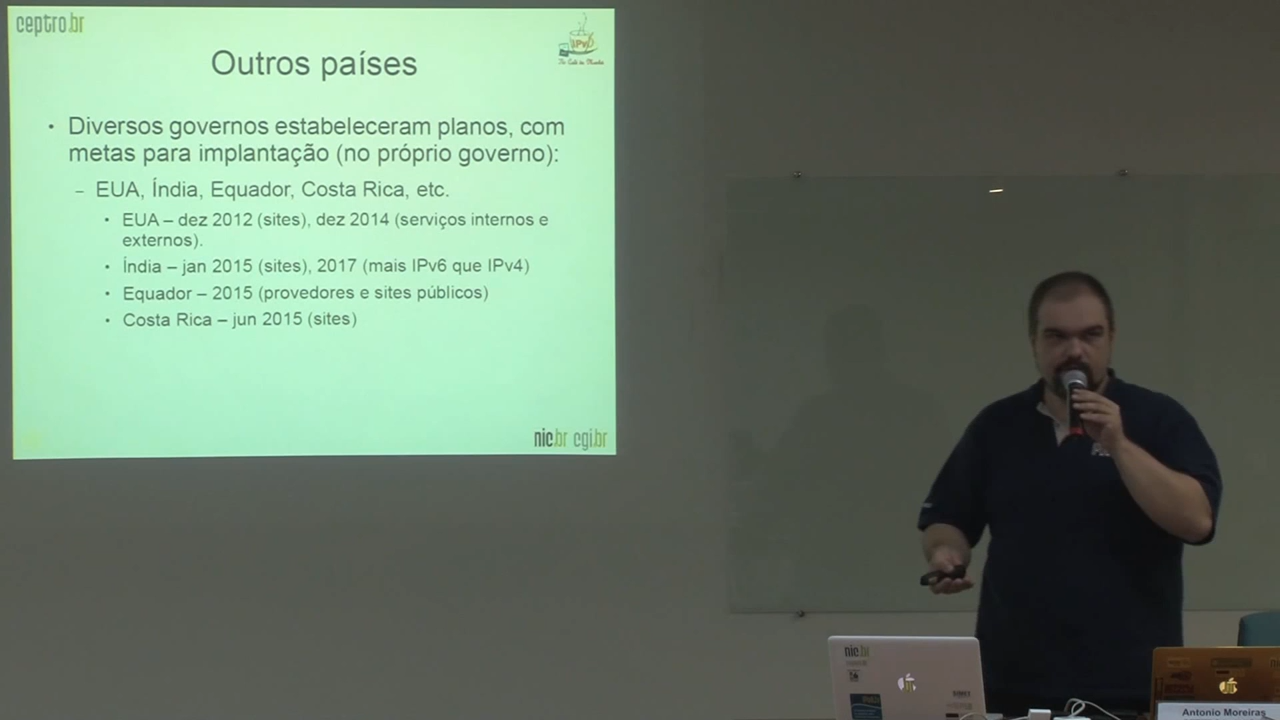 ceptro.br
IPv6
Outros países
• Diversos governos estabeleceram planos, com
metas para implantação (no próprio governo):
– EUA, Índia, Equador, Costa Rica, etc.
• EUA – dez 2012 (sites), dez 2014 (serviços internos e
externos).
• Índia – jan 2015 (sites), 2017 (mais IPv6 que IPv4)
• Equador – 2015 (provedores e sites públicos)
• Costa Rica – jun 2015 (sites)
nic.br cgi.br
nic.br
Antonio Moreiras